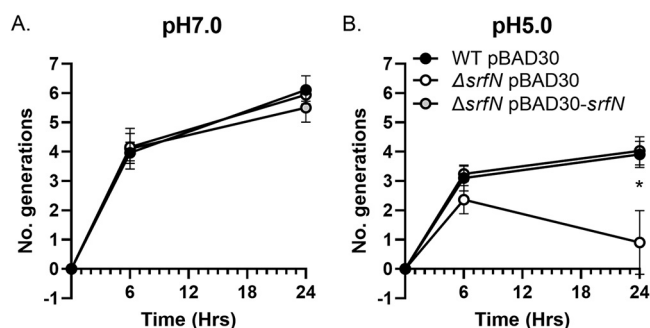 A. pH7.0
No. generations
7
6
5
4
3
2
1
0
-1
6 12 18 24
Time (Hrs)
B. pH5.0
WT pBAD30
ΔsrfN pBAD30
ΔsrfN pBAD30-srfN
No. generations
7
6
5
4
3
2
1
0
-1
*
6 12 18 24
Time (Hrs)